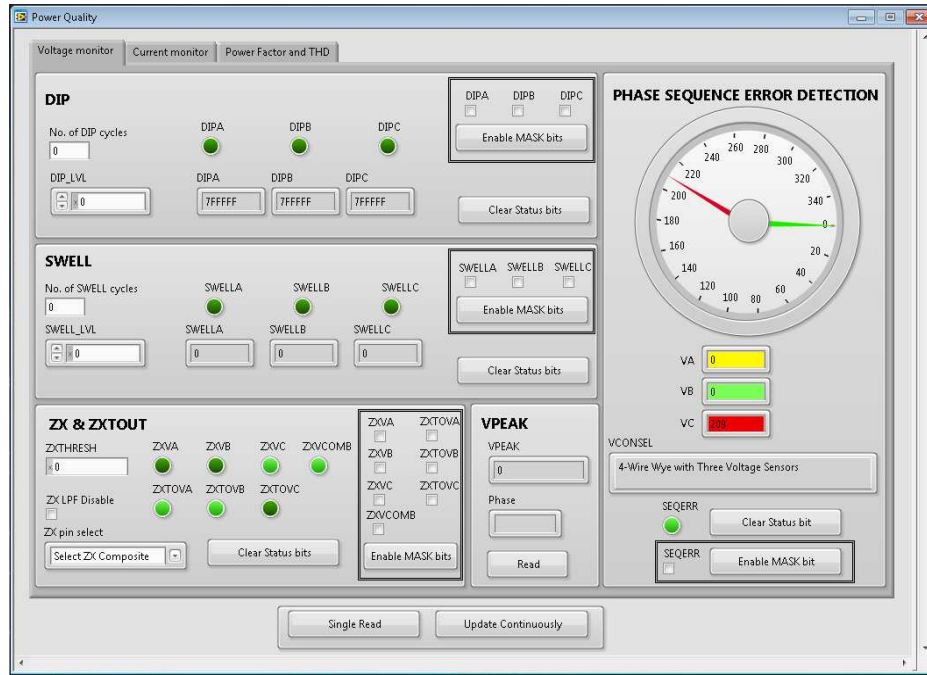 Power Quality
Voltage monitor Current monitor Power Factor and THD
DIP
No. of DIP cycles
0
DIPA DIPB DIPC
DIP_LVL
x 0
DIPA DIPB DIPC
7FFFFF 7FFFFF 7FFFFF
DIPA DIPB DIPC
Enable MASK bits
Clear Status bits
SWELL
No. of SWELL cycles
0
SWELLA SWELLB SWELLC
SWELL_LVL
x 0
SWELLA SWELLB SWELLC
0 0 0
SWELLA SWELLB SWELLC
Enable MASK bits
Clear Status bits
ZX & ZXTOUT
ZXTHRESH
x 0
ZXVA ZXVB ZXVC ZXVCOMB
ZXTOVA ZXTOVB ZXTOVC
ZX LPF Disable
ZX pin select
Select ZX Composite
Clear Status bits
ZXVA ZXTOVA
ZXVB ZXTOVB
ZXVC ZXTOVC
ZXVCOMB
Enable MASK bits
VPEAK
VPEAK
0
Phase
Read
PHASE SEQUENCE ERROR DETECTION
0 20 40 60 80 100 120 140 160 180 200 220 240 260 280 300 320 340
VA 0
VB 0
VC 209
VCONSEL
4-Wire Wye with Three Voltage Sensors
SEQERR
Clear Status bit
SEQERR
Enable MASK bit
Single Read Update Continuously